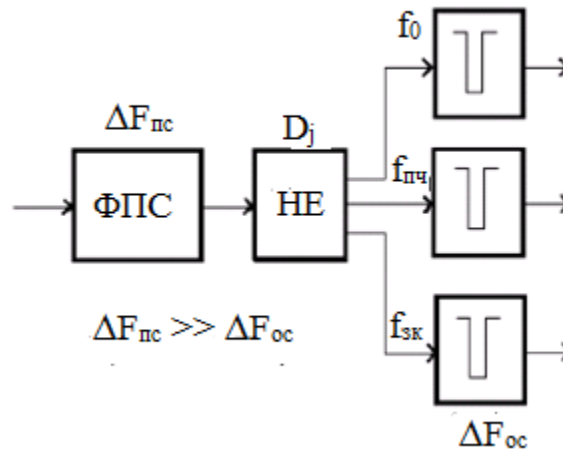 f₀
ΔFпс
Dj
ФПС
НЕ
fпч
ΔFпс >> ΔFос
fзк
ΔFос